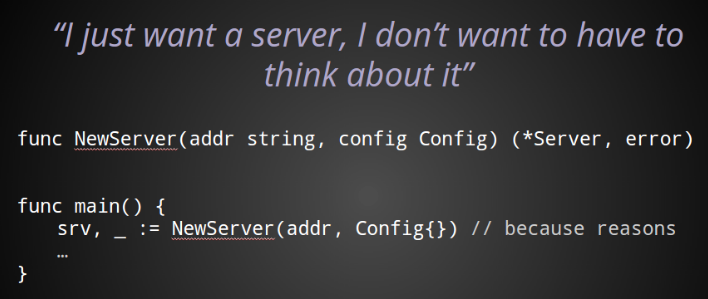 “I just want a server, I don’t want to have to
think about it”
func NewServer(addr string, config Config) (*Server, error)
func main() {
srv, _ := NewServer(addr, Config{}) // because reasons
…
}